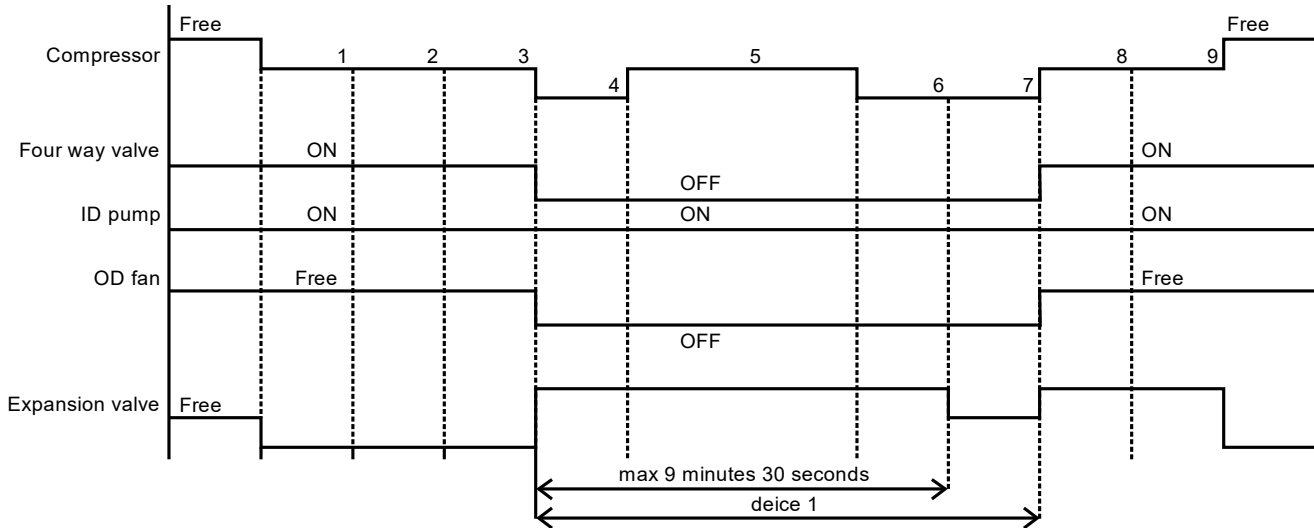 Free
Free
Compressor
1
2
3
4
5
6
7
8
9
Four way valve
ON
OFF
ON
ID pump
ON
ON
ON
OD fan
Free
OFF
Free
Expansion valve
Free
max 9 minutes 30 seconds
deice 1